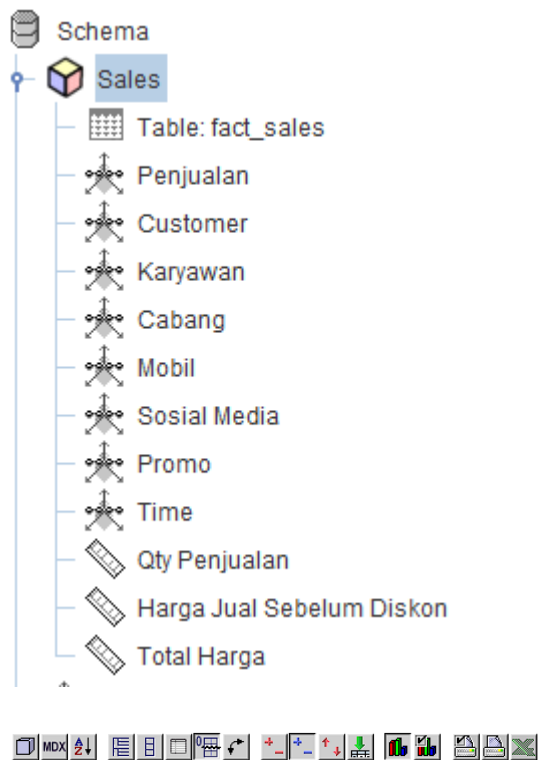 Schema
Sales
Table: fact_sales
Penjualan
Customer
Karyawan
Cabang
Mobil
Sosial Media
Promo
Time
Qty Penjualan
Harga Jual Sebelum Diskon
Total Harga
MDX